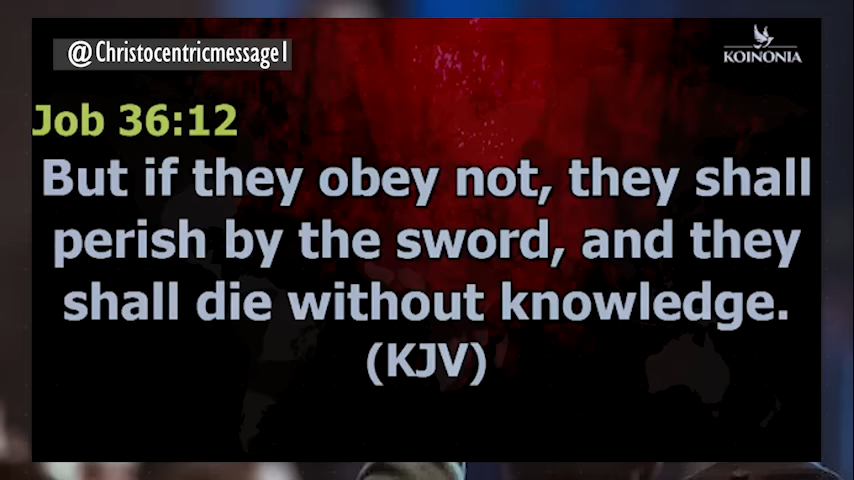 @Christocentricmessage1
KOINONIA
Job 36:12
But if they obey not, they shall
perish by the sword, and they
shall die without knowledge.
(KJV)